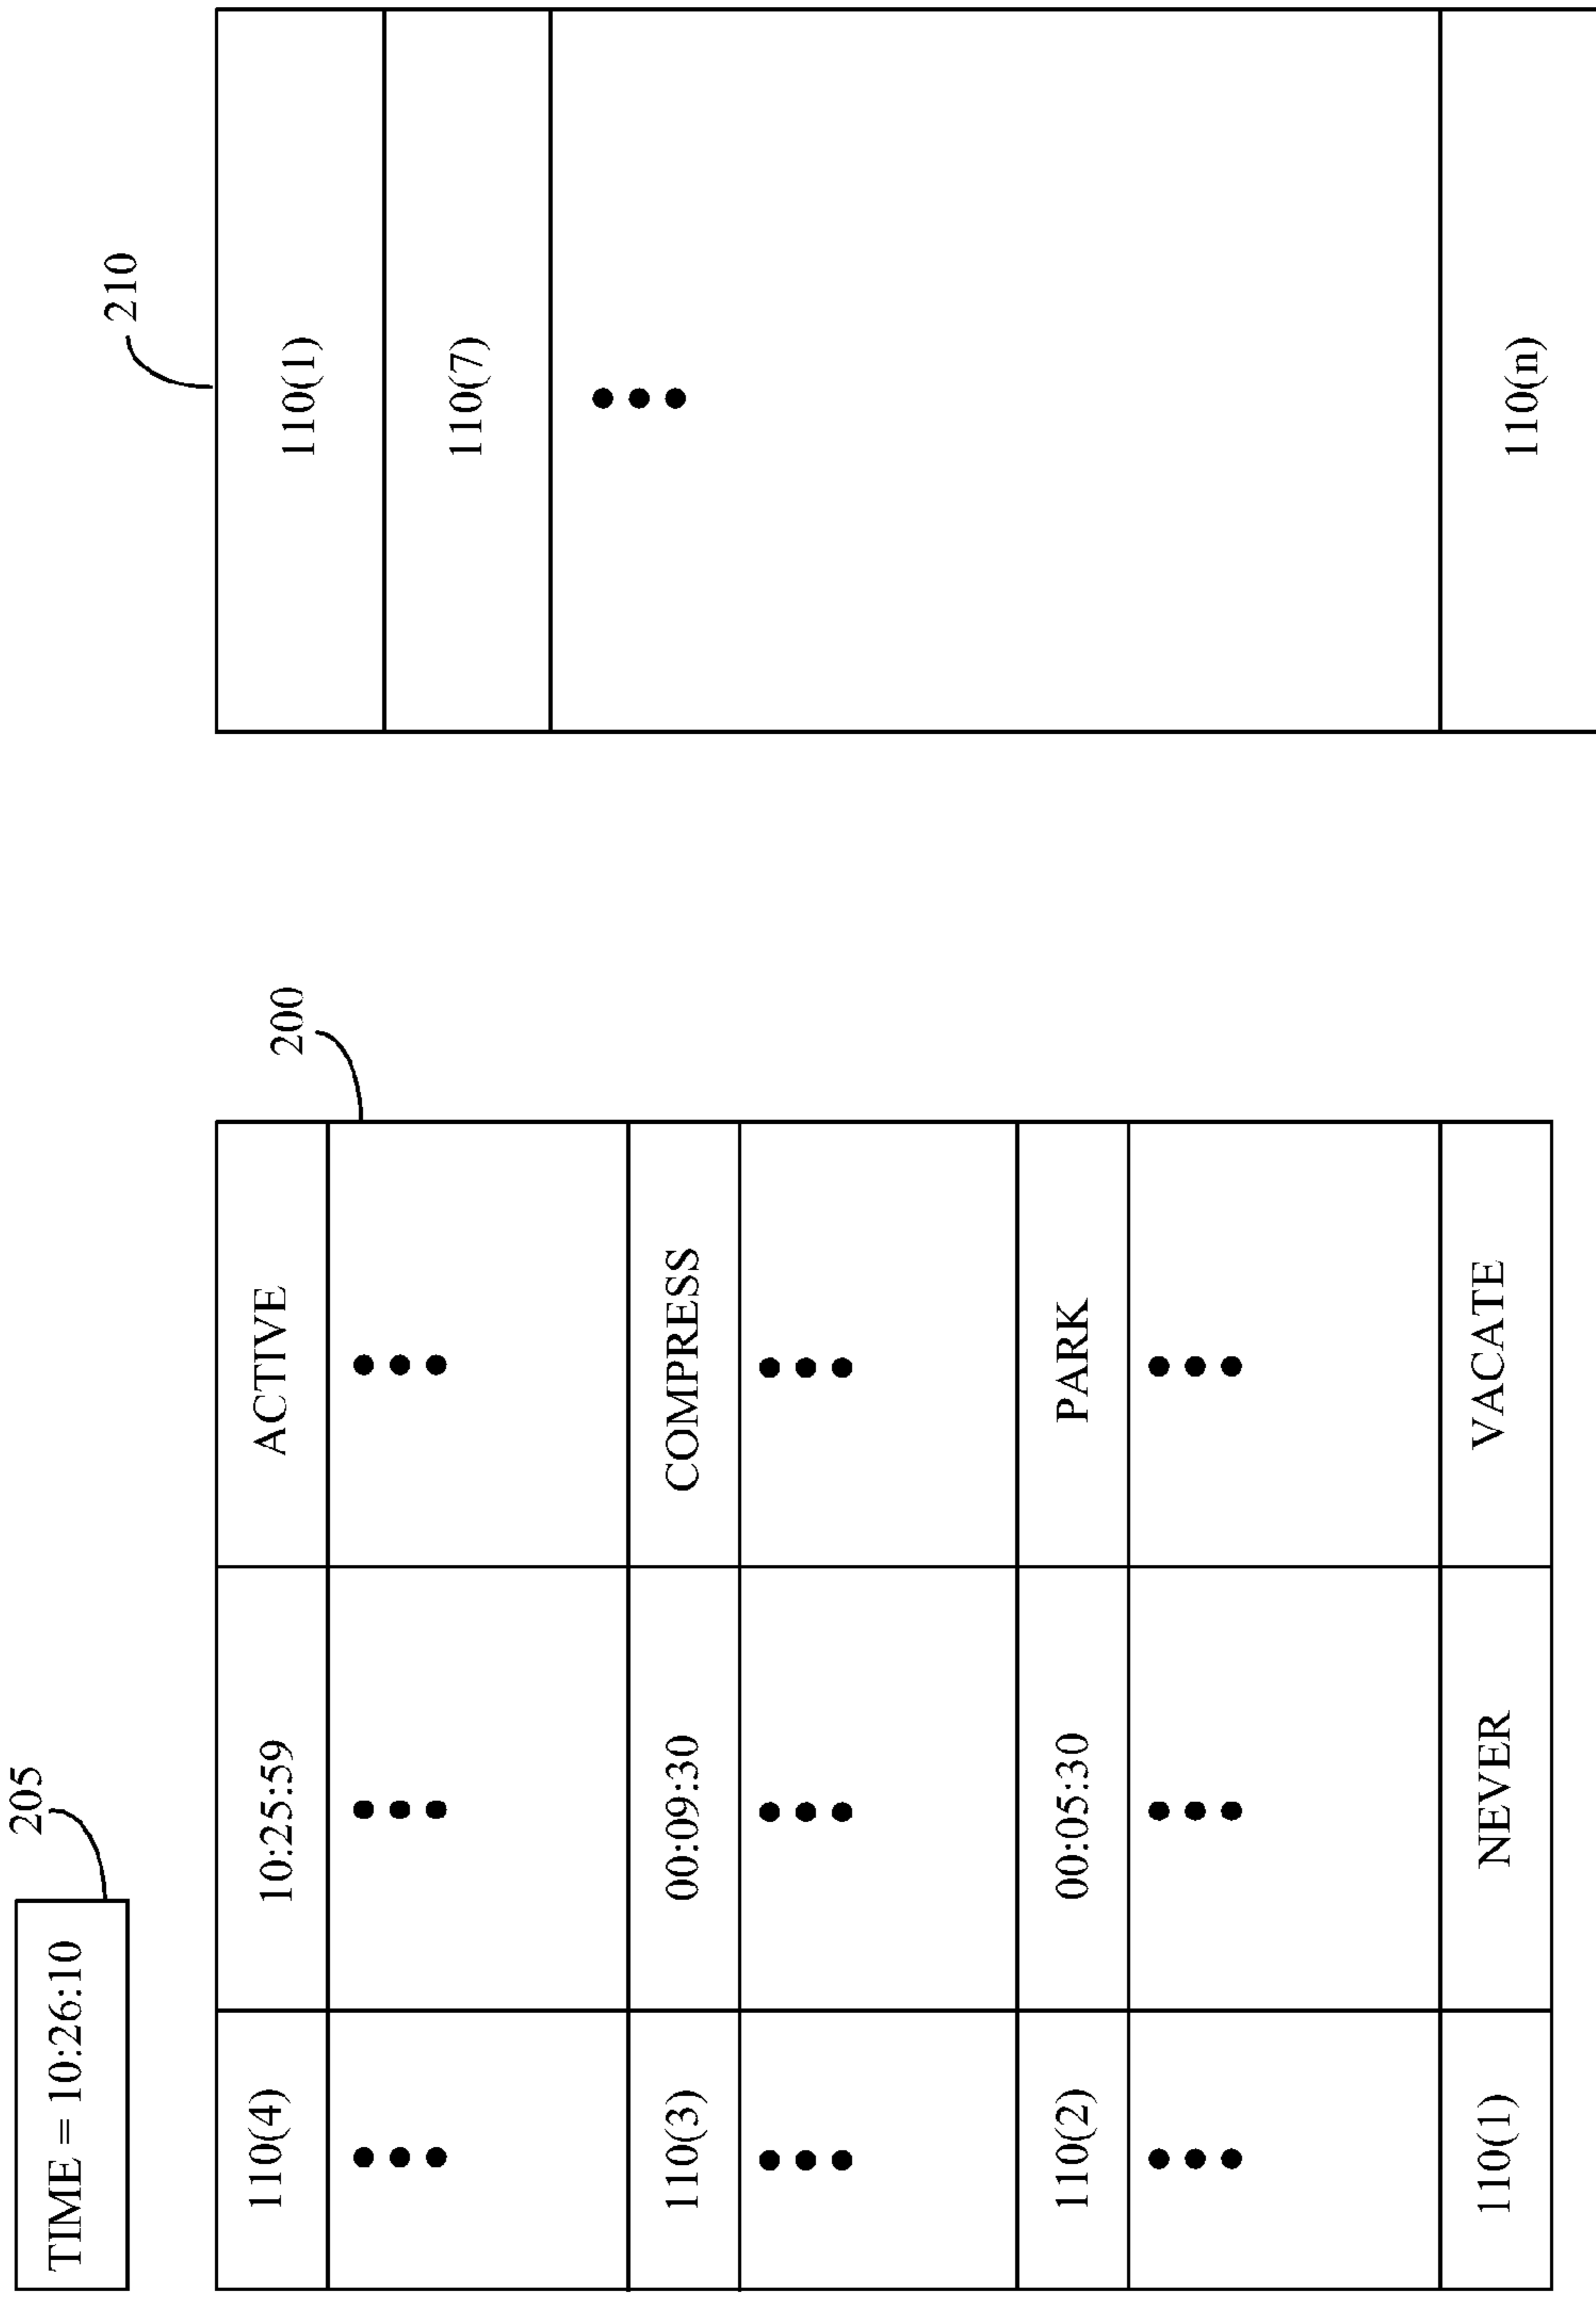 205
TIME = 10:26:10
200
110(4) 10:25:59 ACTIVE
110(3) 00:09:30 COMPRESS
110(2) 00:05:30 PARK
110(1) NEVER VACATE
210
110(1)
110(7)
110(n)